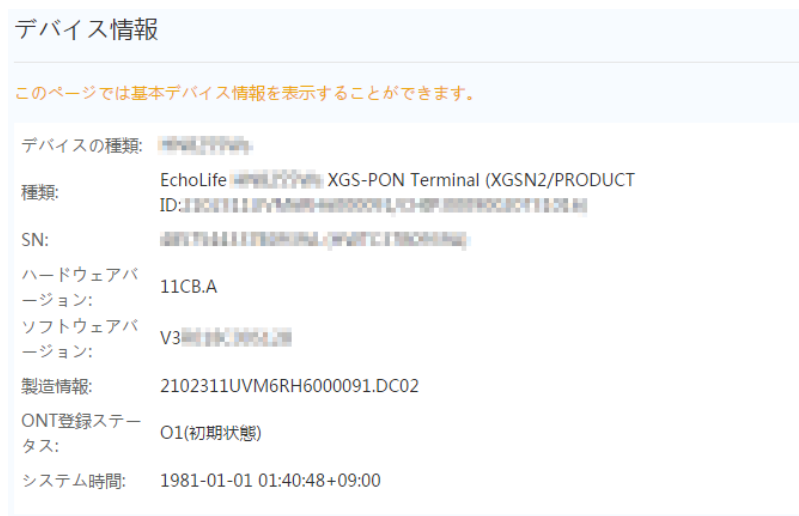 デバイス情報
このページでは基本デバイス情報を表示することができます。
デバイスの種類:
種類:
EchoLife XGS-PON Terminal (XGSN2/PRODUCT
ID:
SN:
ハードウェアバ
ージョン:
11CB.A
ソフトウェアバ
ージョン:
V3
製造情報:
2102311UVM6RH6000091.DC02
ONT登録ステー
タス:
O1(初期状態)
システム時間:
1981-01-01 01:40:48+09:00